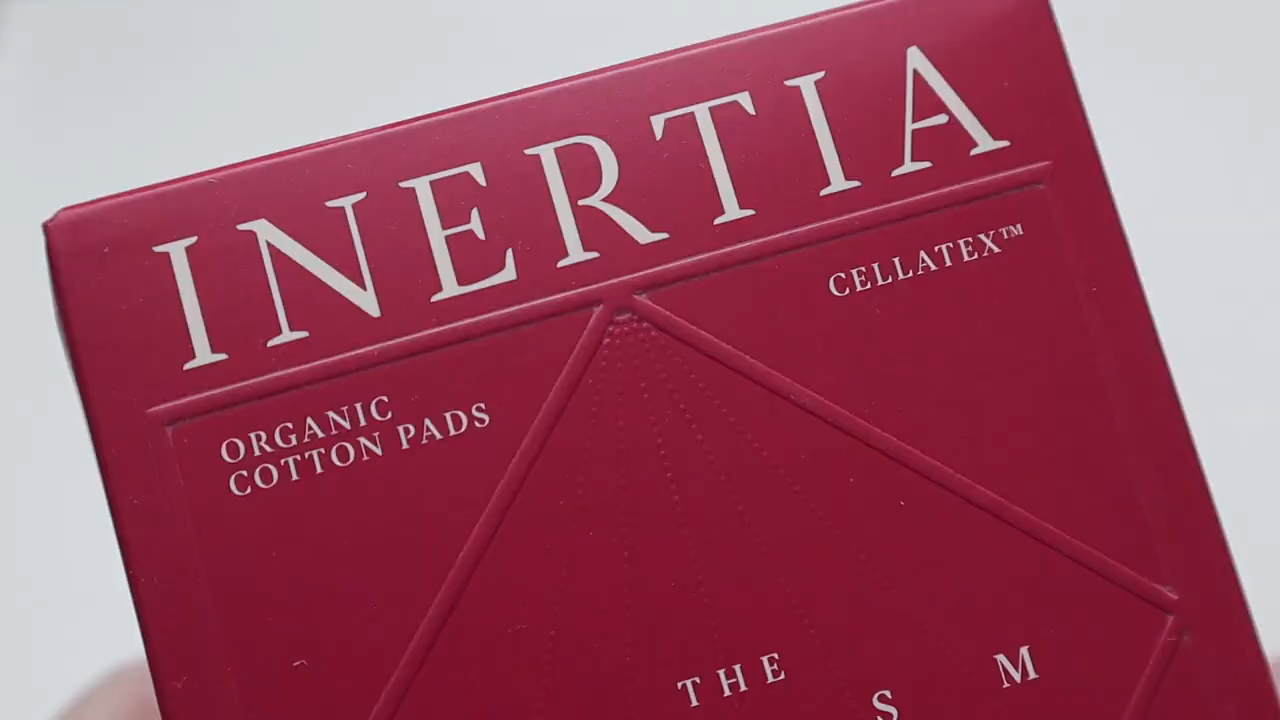 INERTIA
CELLATEX™
ORGANIC
COTTON PADS
THE
S M